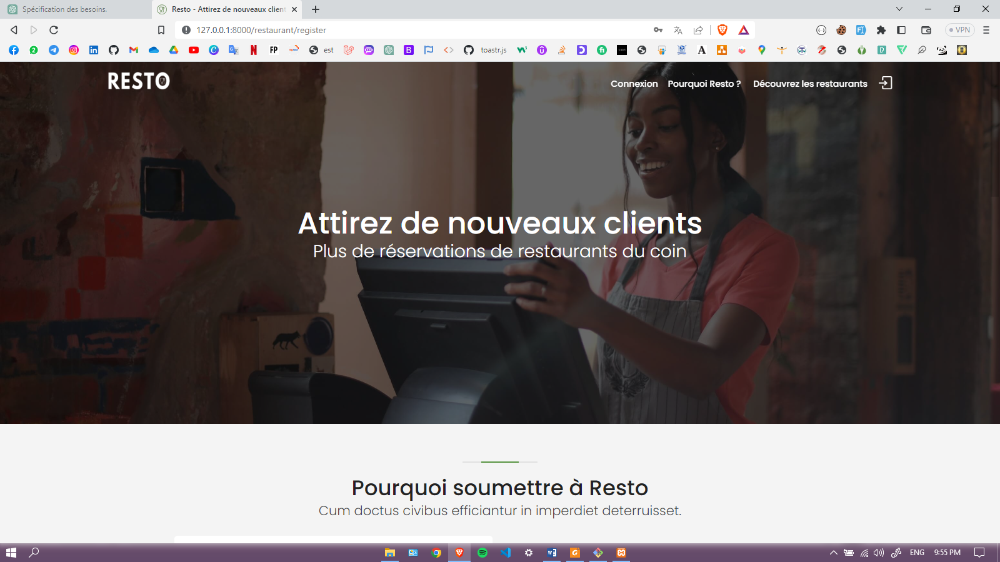 Spécification des besoins.
Resto - Attirez de nouveaux client
127.0.0.1:8000/restaurant/register
VPN
est
FP
toastr.js
RESTO
Connexion
Pourquoi Resto ?
Découvrez les restaurants
Attirez de nouveaux clients
Plus de réservations de restaurants du coin
Pourquoi soumettre à Resto
Cum doctus civibus efficiantur in imperdiet deterruisset.
ENG
9:55 PM